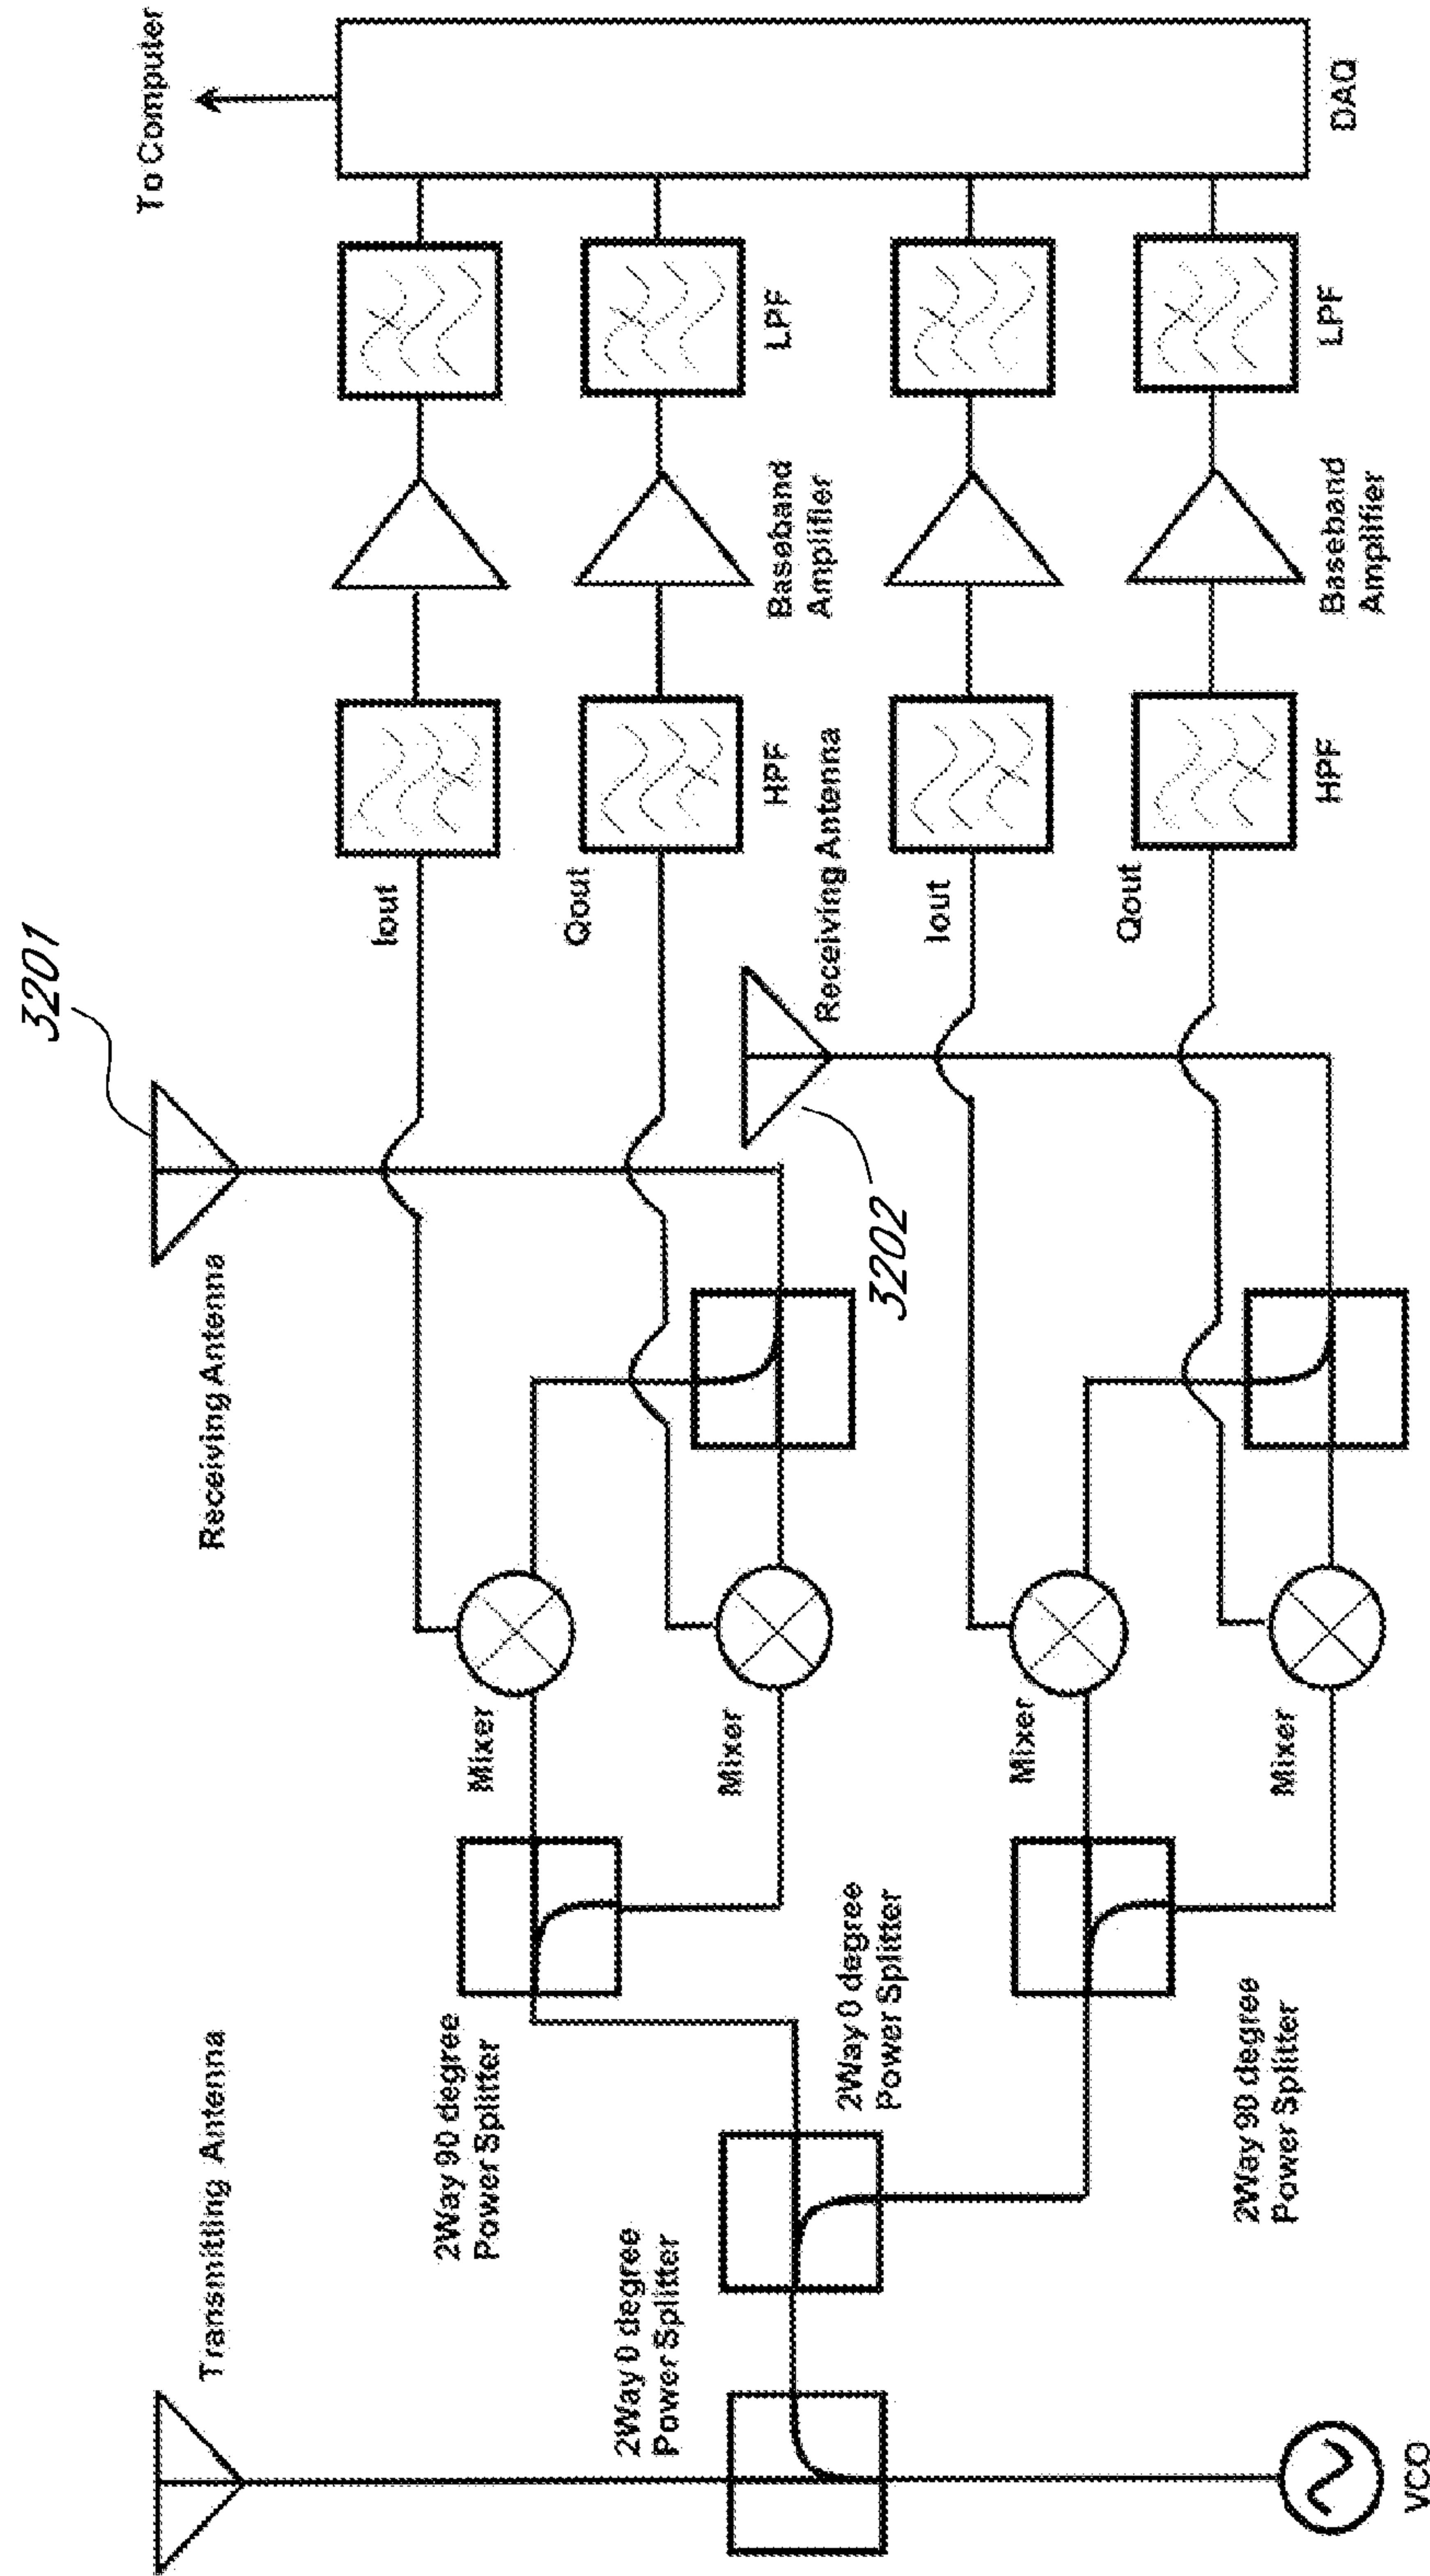 To Computer
DAQ
LPF
LPF
Baseband
Amplifier
Baseband
Amplifier
HPF
HPF
Iout
Qout
Iout
Qout
3201
Receiving Antenna
Receiving Antenna
3202
Mixer
Mixer
Mixer
Mixer
2Way 90 degree
Power Splitter
2Way 0 degree
Power Splitter
2Way 90 degree
Power Splitter
2Way 0 degree
Power Splitter
Transmitting Antenna
VCO